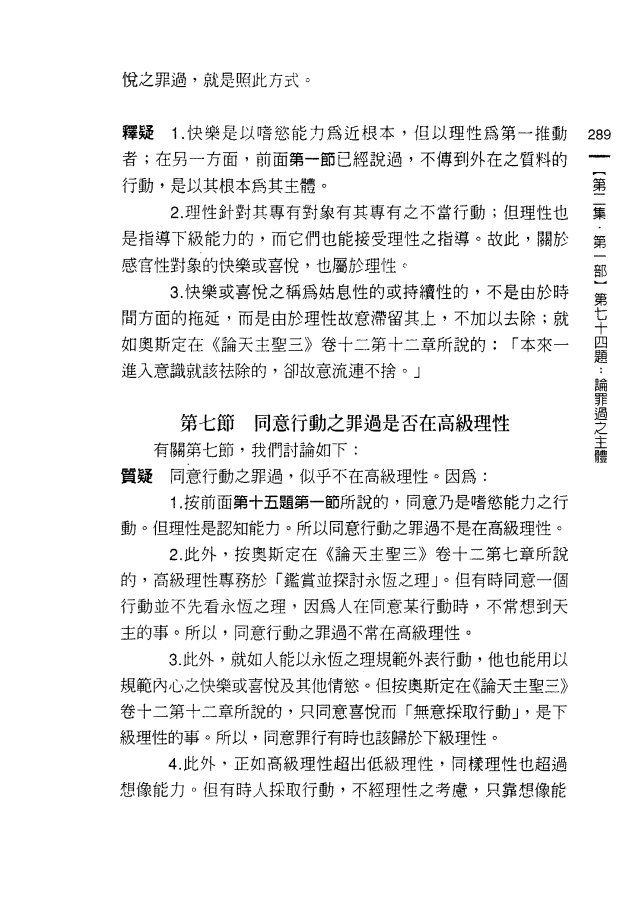 悅之罪過，就是照此方式。
釋疑　1.快樂是以嗜慾能力爲近根本，但以理性爲第一推動
者；在另一方面，前面第一節已經說過，不傳到外在之質料的
行動，是以其根本爲其主體。
2.理性針對其專有對象有其專有之不當行動；但理性也
是指導下級能力的，而它們也能接受理性之指導。故此，關於
感官性對象的快樂或喜悅，也屬於理性。
3.快樂或喜悅之稱爲姑息性的或持續性的，不是由於時
間方面的拖延，而是由於理性故意滯留其上，不加以去除；就
如奧斯定在《論天主聖三》卷十二第十二章所說的：「本來一
進入意識就該祛除的，卻故意流連不捨。」
第七節　同意行動之罪過是否在高級理性
有關第七節，我們討論如下：
質疑　同意行動之罪過，似乎不在高級理性。因爲：
1.按前面第十五題第一節所說的，同意乃是嗜慾能力之行
動。但理性是認知能力。所以同意行動之罪過不是在高級理性。
2.此外，按奧斯定在《論天主聖三》卷十二第七章所說
的，高級理性專務於「鑑賞並探討永恆之理」。但有時同意一個
行動並不先看永恆之理，因爲人在同意某行動時，不常想到天
主的事。所以，同意行動之罪過不常在高級理性。
3.此外，就如人能以永恆之理規範外表行動，他也能用以
規範內心之快樂或喜悅及其他情慾。但按奧斯定在《論天主聖三》
卷十二第十二章所說的，只同意喜悅而「無意採取行動」，是下
級理性的事。所以，同意罪行有時也該歸於下級理性。
4.此外，正如高級理性超出低級理性，同樣理性也超過
想像能力。但有時人採取行動，不經理性之考慮，只靠想像能
289
【第二集．第一部】第七十四題：論罪過之主體